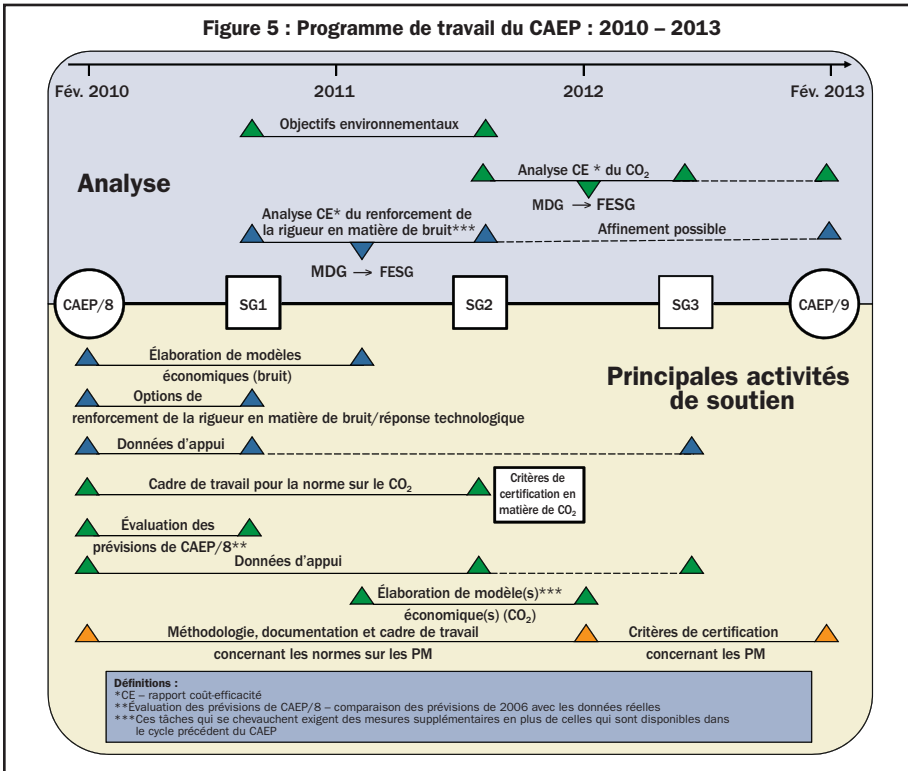 Figure 5 : Programme de travail du CAEP : 2010 – 2013
Fév. 2010
2011
2012
Fév. 2013
Objectifs environnementaux
Analyse
Analyse CE * du CO₂
MDG → FESG
Analyse CE* du renforcement de
la rigueur en matière de bruit***
Affinement possible
MDG → FESG
CAEP/8
SG1
SG2
SG3
CAEP/9
Élaboration de modèles
économiques (bruit)
Principales activités
de soutien
Options de
renforcement de la rigueur en matière de bruit/réponse technologique
Données d'appui
Cadre de travail pour la norme sur le CO₂
Critères de
certification en
matière de CO₂
Évaluation des
prévisions de CAEP/8**
Données d'appui
Élaboration de modèle(s)***
économique(s) (CO₂)
Méthodologie, documentation et cadre de travail
concernant les normes sur les PM
Critères de certification
concernant les PM
Définitions :
*CE – rapport coût-efficacité
**Évaluation des prévisions de CAEP/8 – comparaison des prévisions de 2006 avec les données réelles
***Ces tâches qui se chevauchent exigent des mesures supplémentaires en plus de celles qui sont disponibles dans
le cycle précédent du CAEP